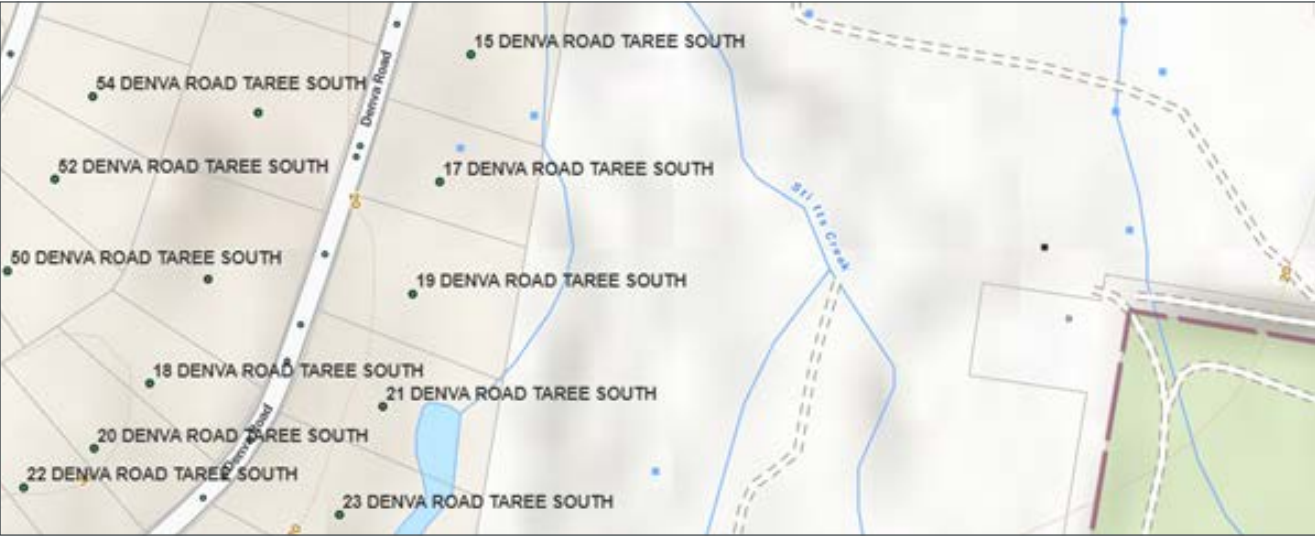 15 DENVA ROAD TAREE SOUTH
54 DENVA ROAD TAREE SOUTH
Denva Road
52 DENVA ROAD TAREE SOUTH
17 DENVA ROAD TAREE SOUTH
50 DENVA ROAD TAREE SOUTH
19 DENVA ROAD TAREE SOUTH
20
18 DENVA ROAD TAREE SOUTH
21 DENVA ROAD TAREE SOUTH
Denva Road
20 DENVA ROAD TAREE SOUTH
22 DENVA ROAD TAREE SOUTH
23 DENVA ROAD TAREE SOUTH